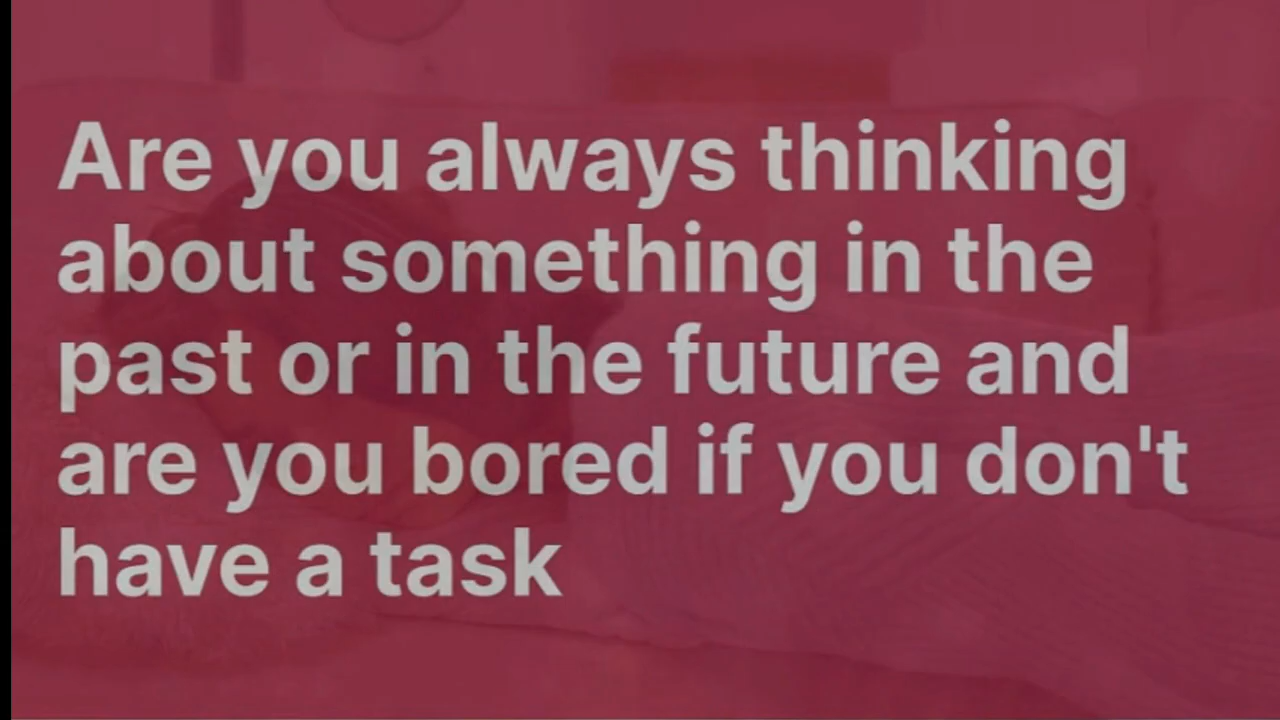 Are you always thinking
about something in the
past or in the future and
are you bored if you don't
have a task